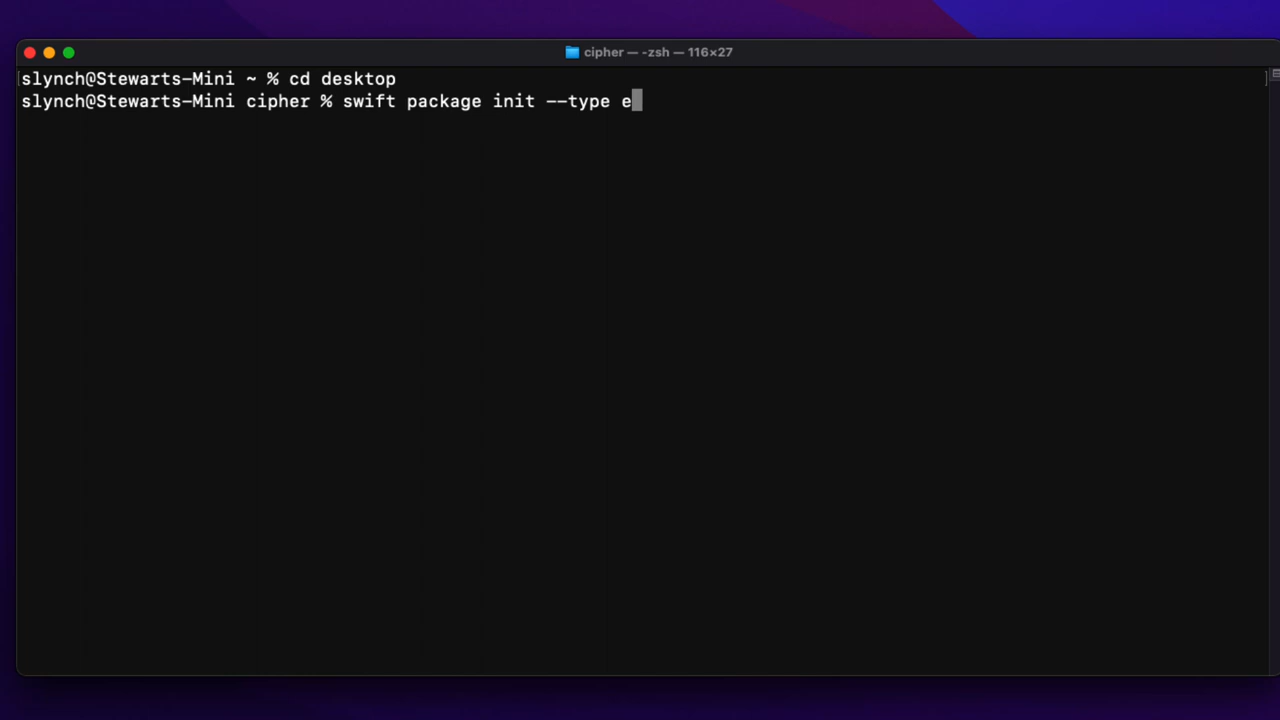 cipher — -zsh — 116×27
slynch@Stewarts-Mini ~ % cd desktop
slynch@Stewarts-Mini cipher % swift package init --type e